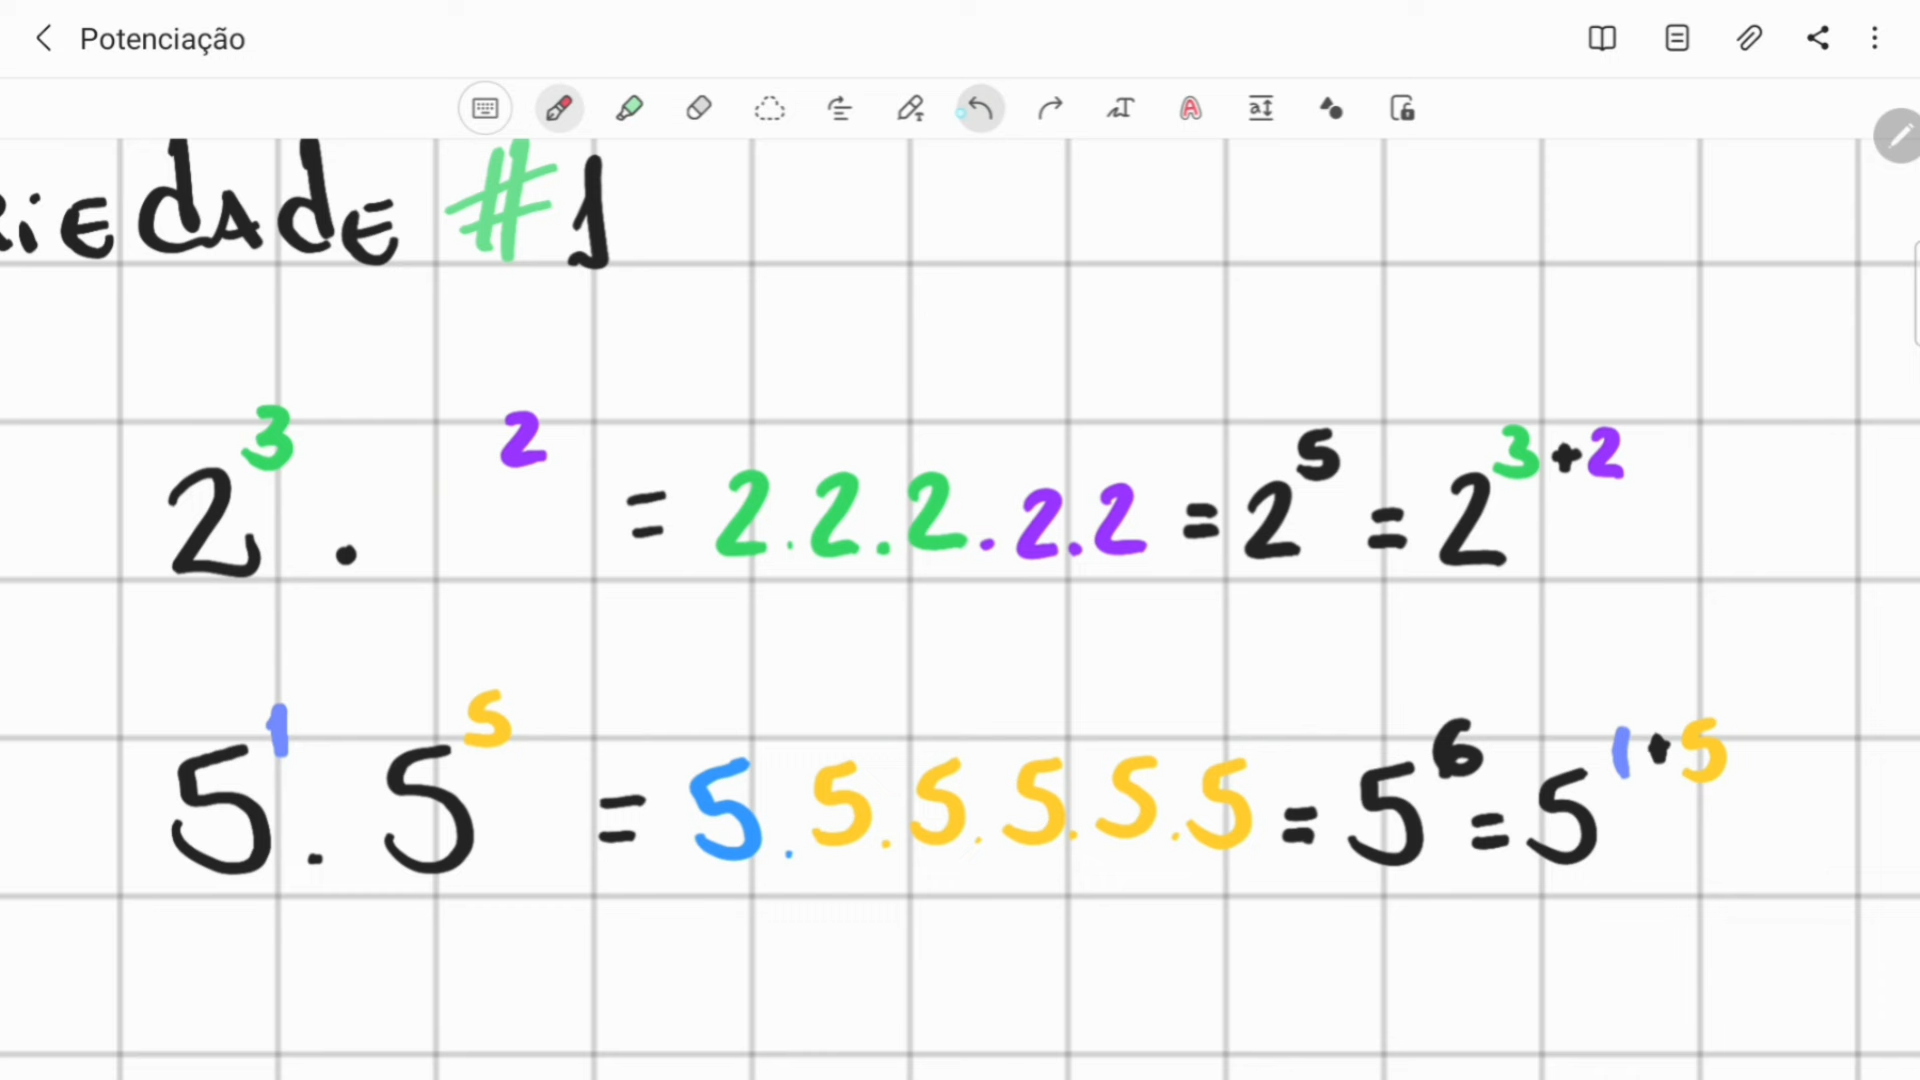 Potenciação
RIEDADE #1
2³ . ² = 2.2.2.2.2 = 2⁵ = 2³⁺²
5¹ . 5⁵ = 5.5.5.5.5.5 = 5⁶ = 5¹⁺⁵